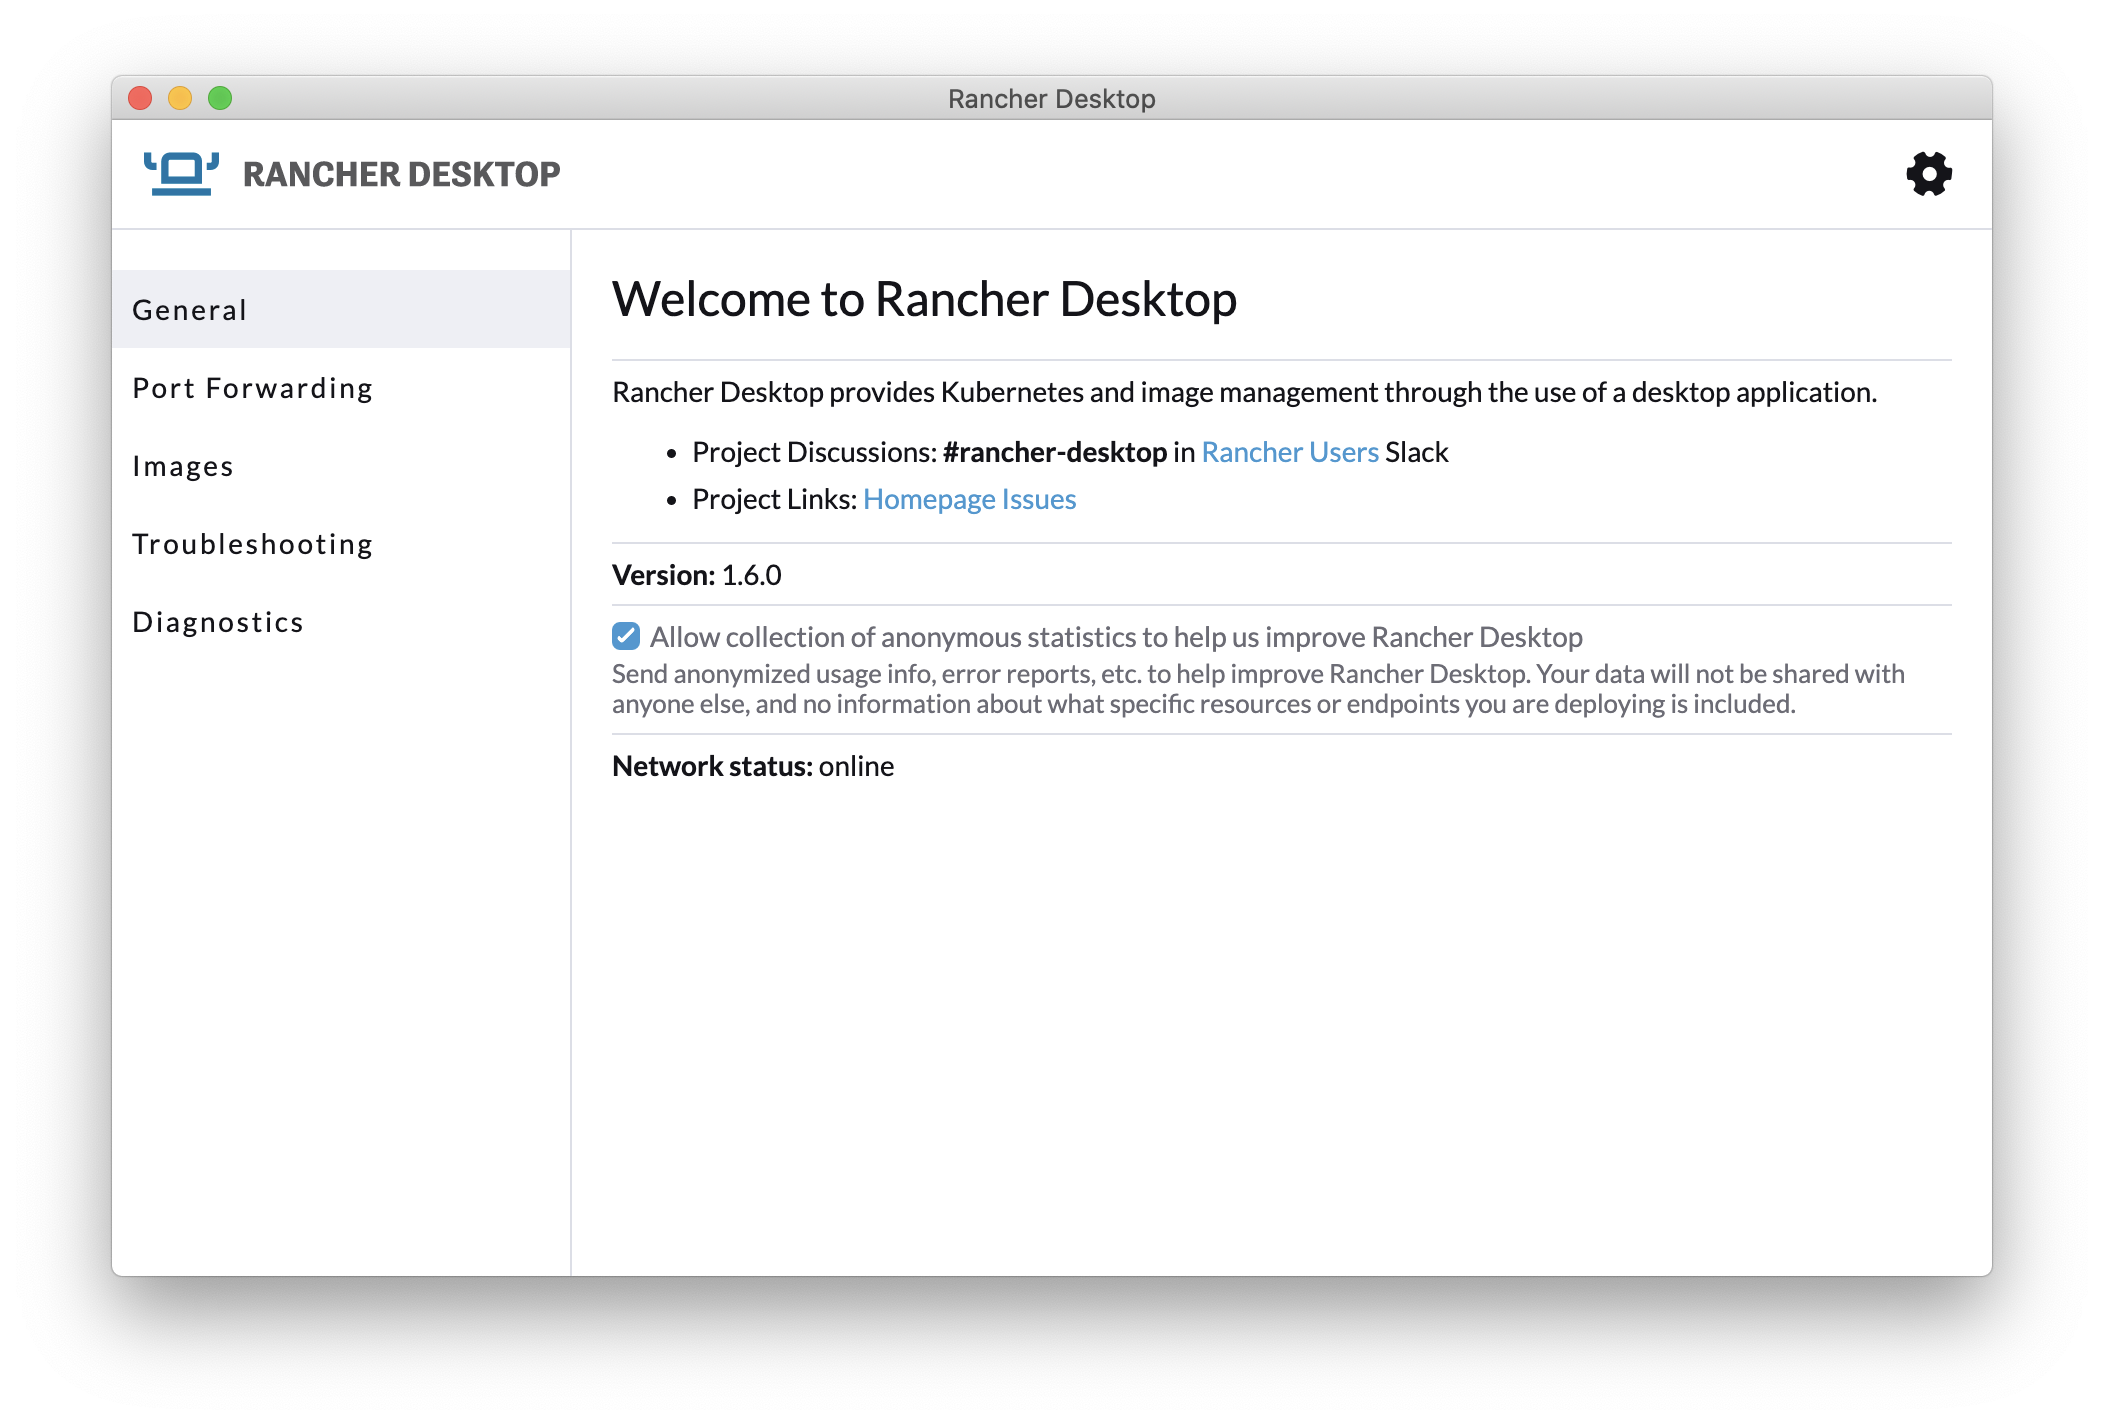 Rancher Desktop
RANCHER DESKTOP
General
Port Forwarding
Images
Troubleshooting
Diagnostics
Welcome to Rancher Desktop
Rancher Desktop provides Kubernetes and image management through the use of a desktop application.
• Project Discussions: #rancher-desktop in Rancher Users Slack
• Project Links: Homepage Issues
Version: 1.6.0
Allow collection of anonymous statistics to help us improve Rancher Desktop
Send anonymized usage info, error reports, etc. to help improve Rancher Desktop. Your data will not be shared with
anyone else, and no information about what specific resources or endpoints you are deploying is included.
Network status: online